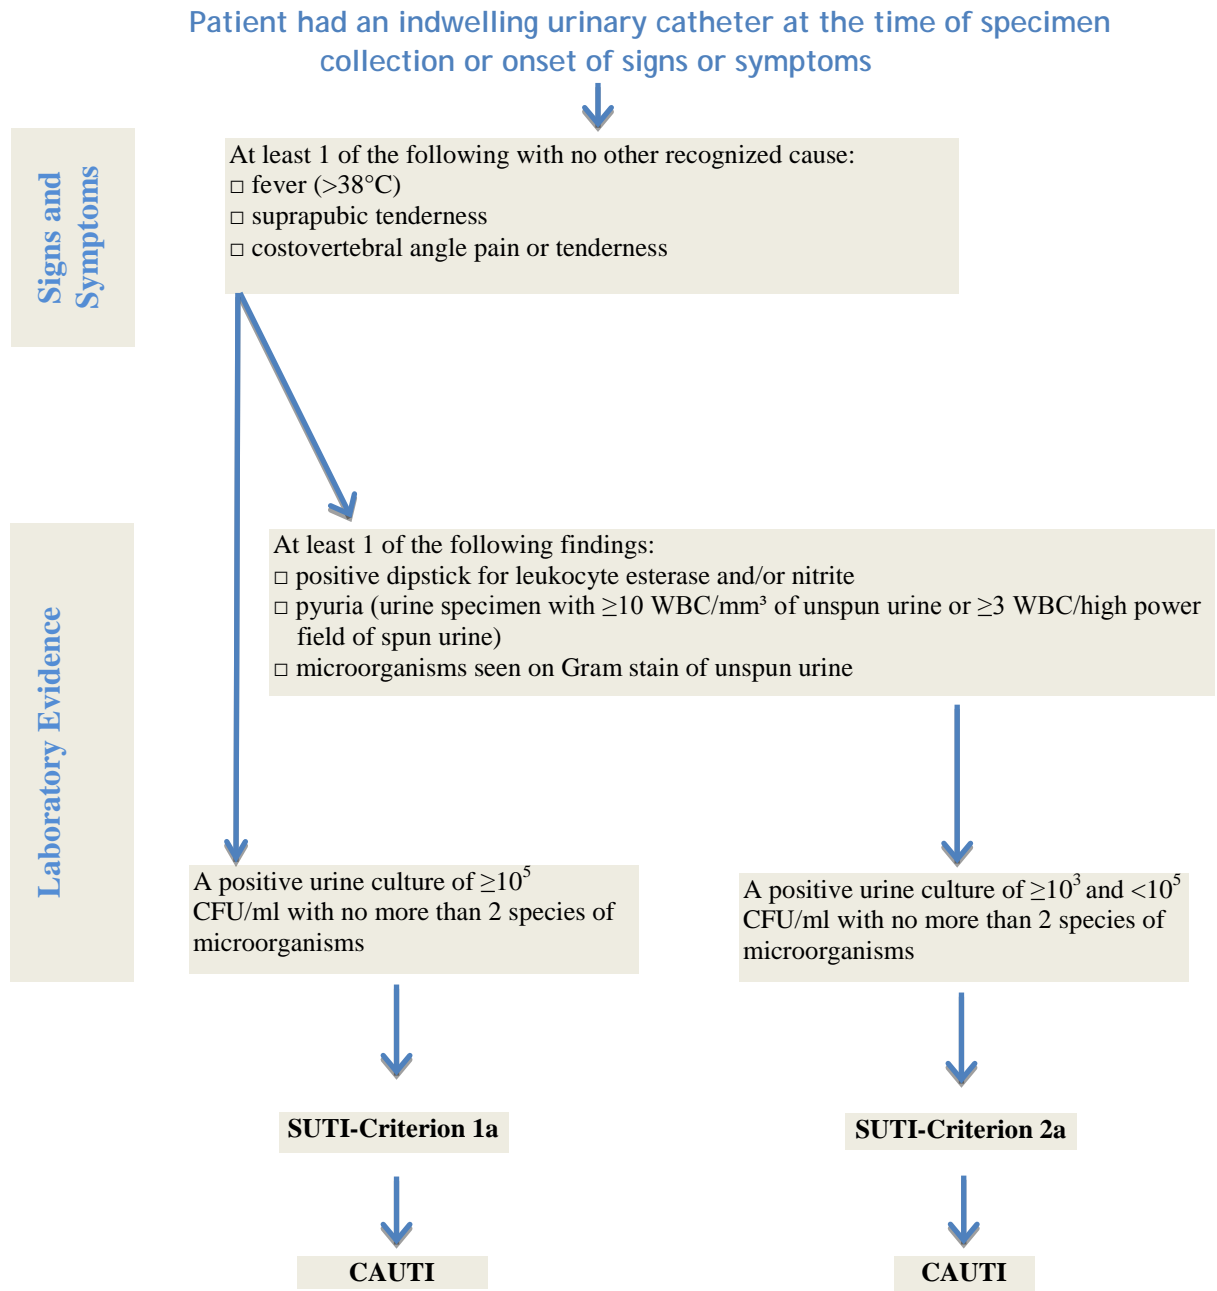 Patient had an indwelling urinary catheter at the time of specimen
collection or onset of signs or symptoms
Signs and
Symptoms
At least 1 of the following with no other recognized cause:
□ fever (>38°C)
□ suprapubic tenderness
□ costovertebral angle pain or tenderness
Laboratory Evidence
At least 1 of the following findings:
□ positive dipstick for leukocyte esterase and/or nitrite
□ pyuria (urine specimen with ≥10 WBC/mm³ of unspun urine or ≥3 WBC/high power
field of spun urine)
□ microorganisms seen on Gram stain of unspun urine
A positive urine culture of ≥10⁵
CFU/ml with no more than 2 species of
microorganisms
A positive urine culture of ≥10³ and <10⁵
CFU/ml with no more than 2 species of
microorganisms
SUTI-Criterion 1a
SUTI-Criterion 2a
CAUTI
CAUTI